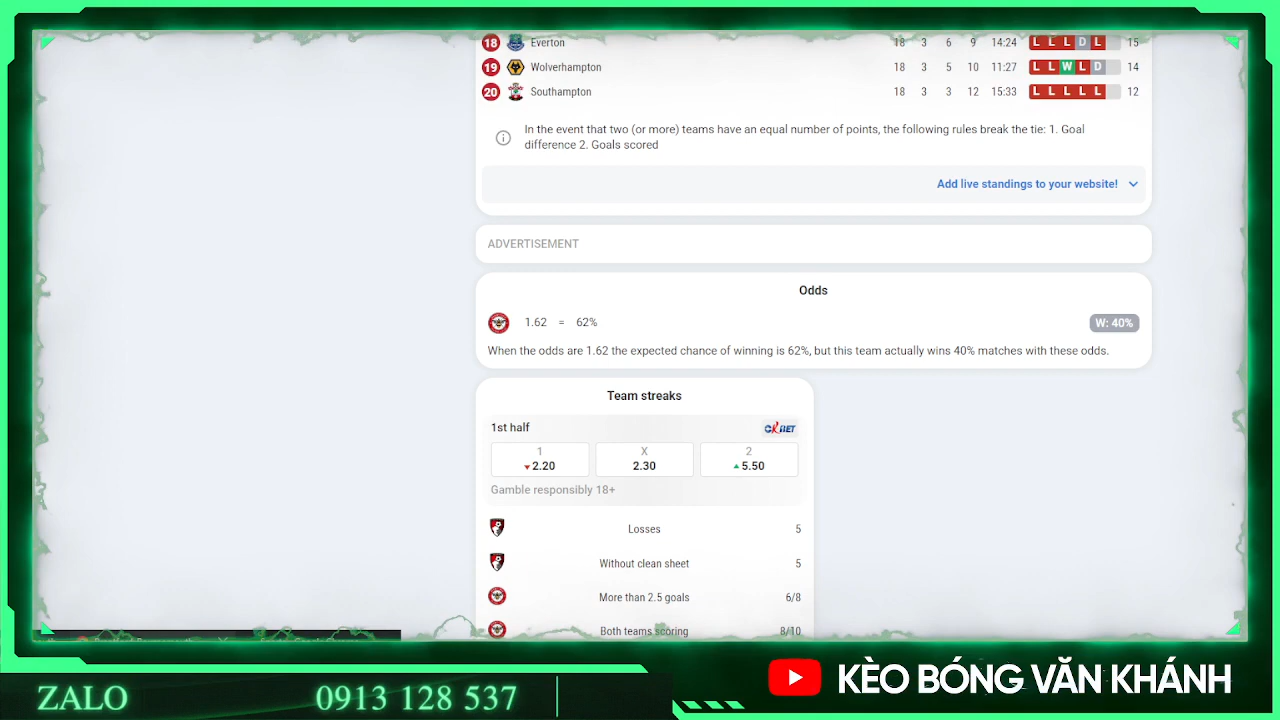 18 Everton 18 3 6 9 14:24 L L L D L 15
19 Wolverhampton 18 3 5 10 11:27 L L W L D 14
20 Southampton 18 3 3 12 15:33 L L L L L 12
In the event that two (or more) teams have an equal number of points, the following rules break the tie: 1. Goal
difference 2. Goals scored
Add live standings to your website!
ADVERTISEMENT
Odds
1.62 = 62% W: 40%
When the odds are 1.62 the expected chance of winning is 62%, but this team actually wins 40% matches with these odds.
Team streaks
1st half
1 X 2
2.20 2.30 5.50
Gamble responsibly 18+
Losses 5
Without clean sheet 5
More than 2.5 goals 6/8
Both teams scoring 8/10
ZALO 0913 128 537
KÈO BÓNG VĂN KHÁNH